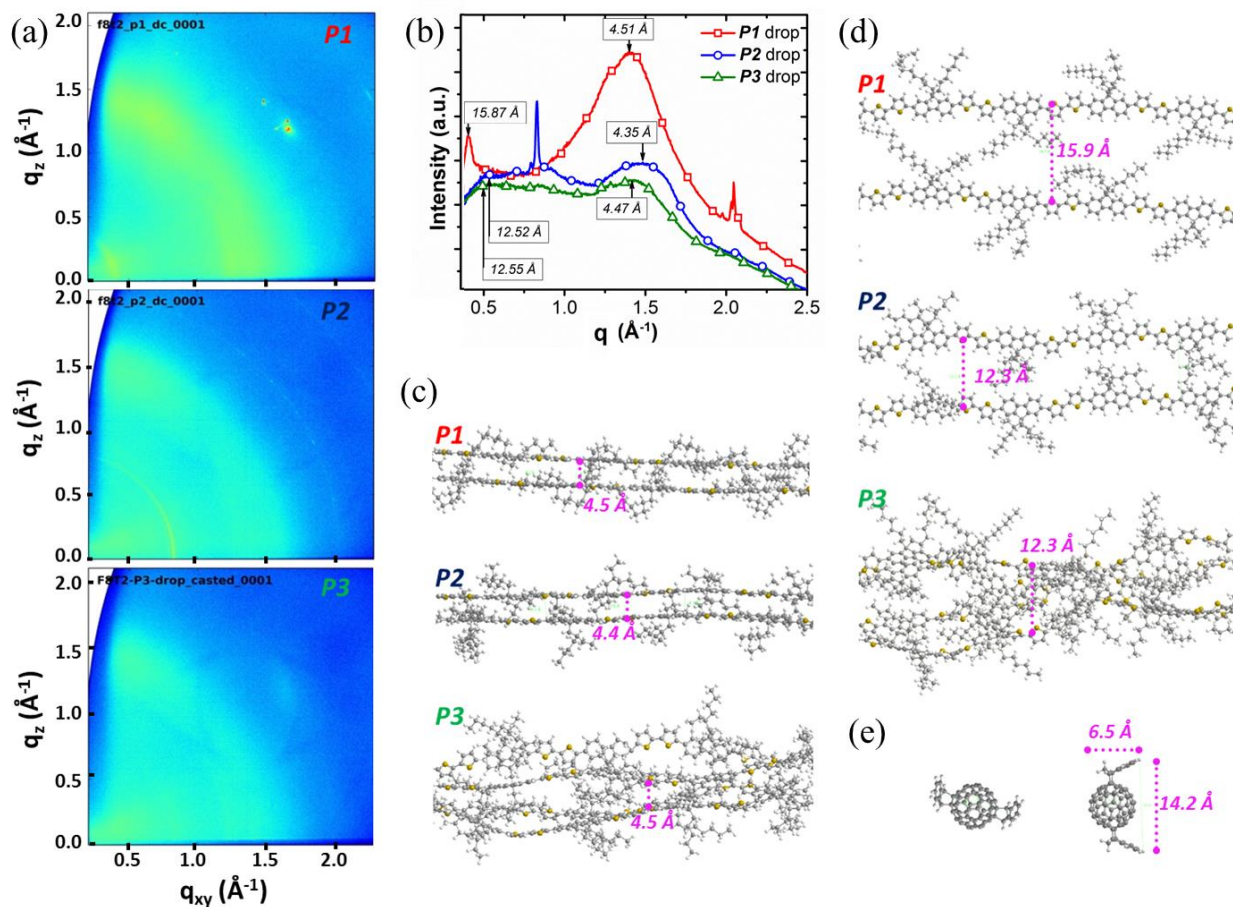 (a)
f8t2_p1_dc_0001
P1
2.0
1.5
1.0
0.5
0.0
qz (Å-1)
f8t2_p2_dc_0001
P2
2.0
1.5
1.0
0.5
0.0
qz (Å-1)
F8T2-P3-drop_casted_0001
P3
2.0
1.5
1.0
0.5
0.0
qz (Å-1)
0.5 1.0 1.5 2.0
qxy (Å-1)
(b)
4.51 Å
P1 drop
P2 drop
P3 drop
15.87 Å
4.35 Å
4.47 Å
12.52 Å
12.55 Å
Intensity (a.u.)
0.5 1.0 1.5 2.0 2.5
q (Å-1)
(c)
P1
4.5 Å
P2
4.4 Å
P3
4.5 Å
(d)
P1
15.9 Å
P2
12.3 Å
P3
12.3 Å
(e)
6.5 Å
14.2 Å